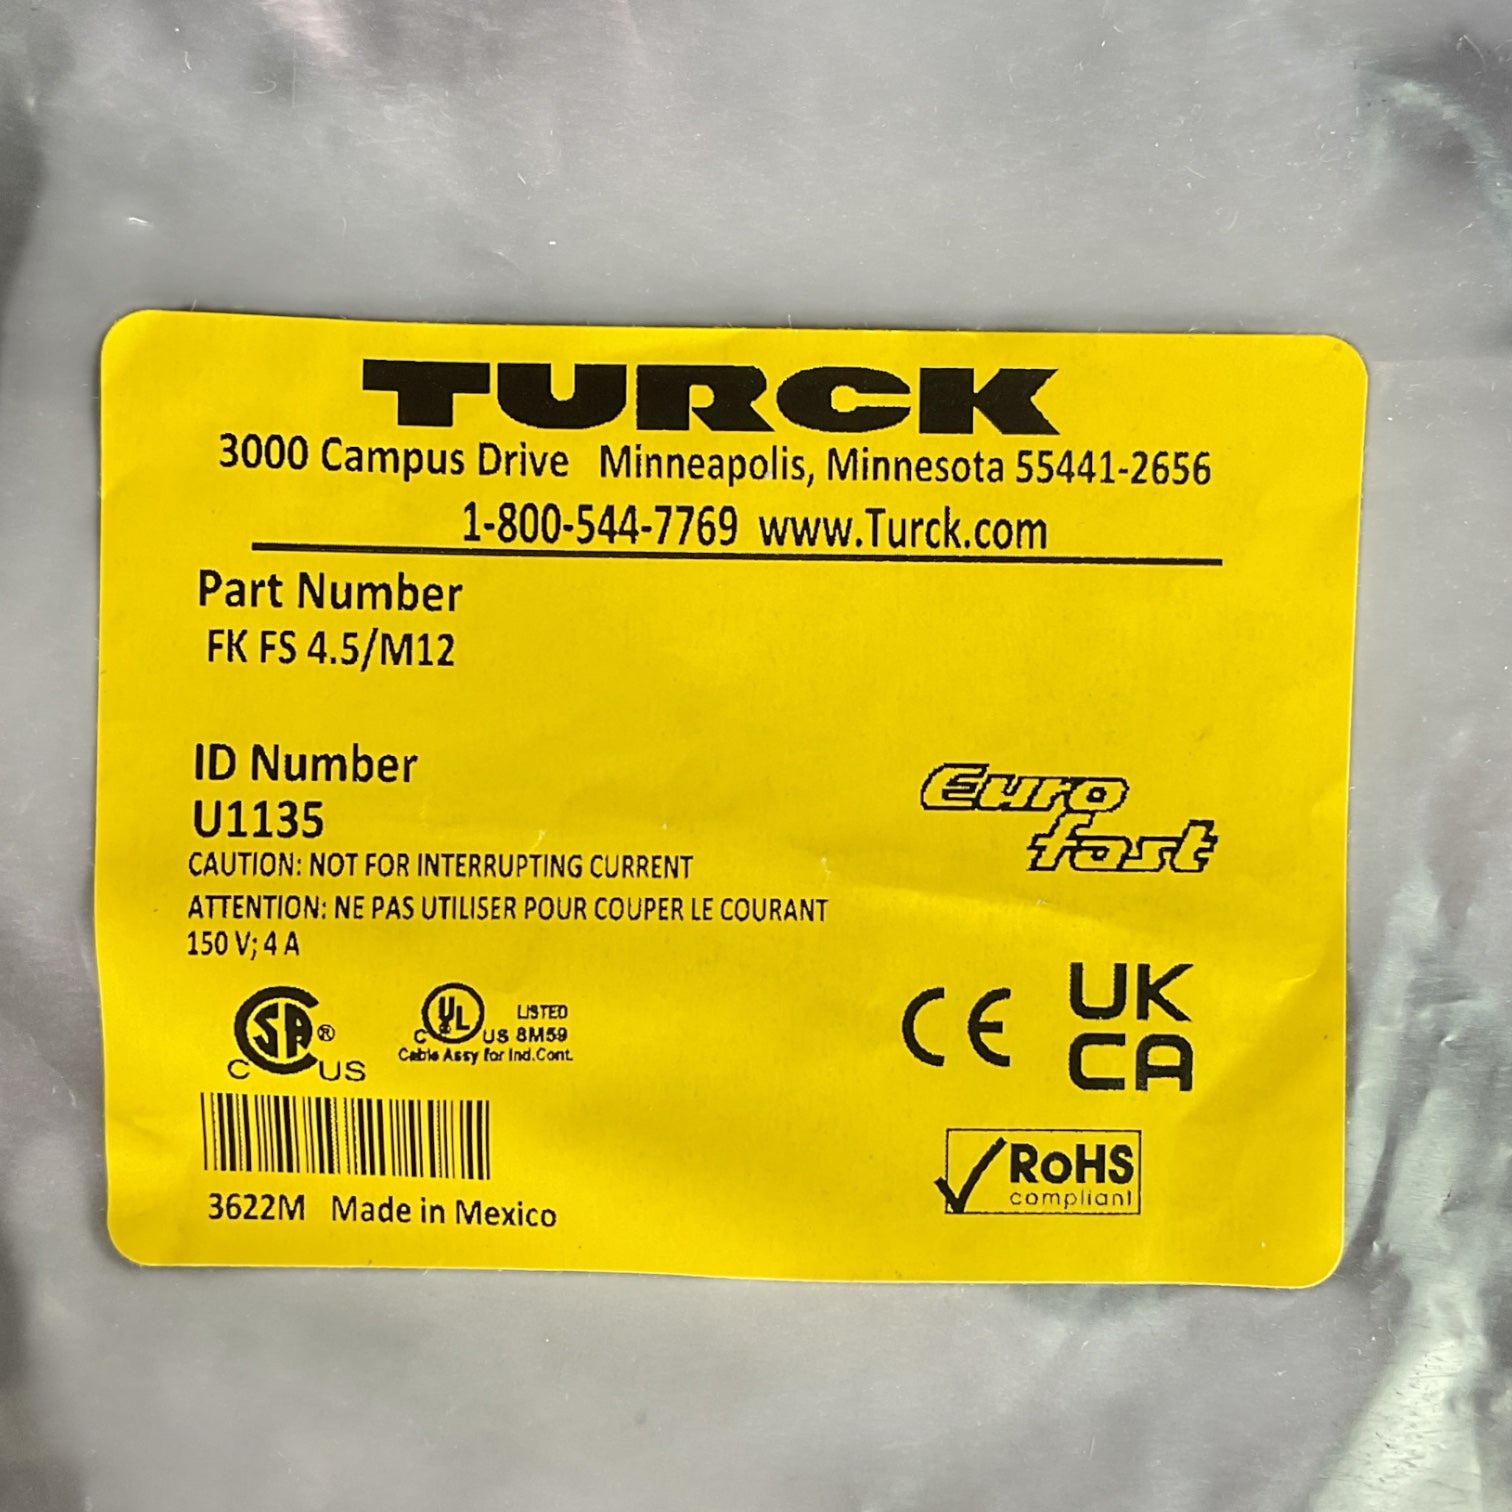 TURCK
3000 Campus Drive Minneapolis, Minnesota 55441-2656
1-800-544-7769 www.Turck.com
Part Number
FK FS 4.5/M12
ID Number
U1135
CAUTION: NOT FOR INTERRUPTING CURRENT
ATTENTION: NE PAS UTILISER POUR COUPER LE COURANT
150 V; 4 A
Euro
fast
CSA®
C US
UL LISTED
C US 8M59
Cable Assy for Ind.Cont.
CE
UK
CA
RoHS
compliant
3622M Made in Mexico